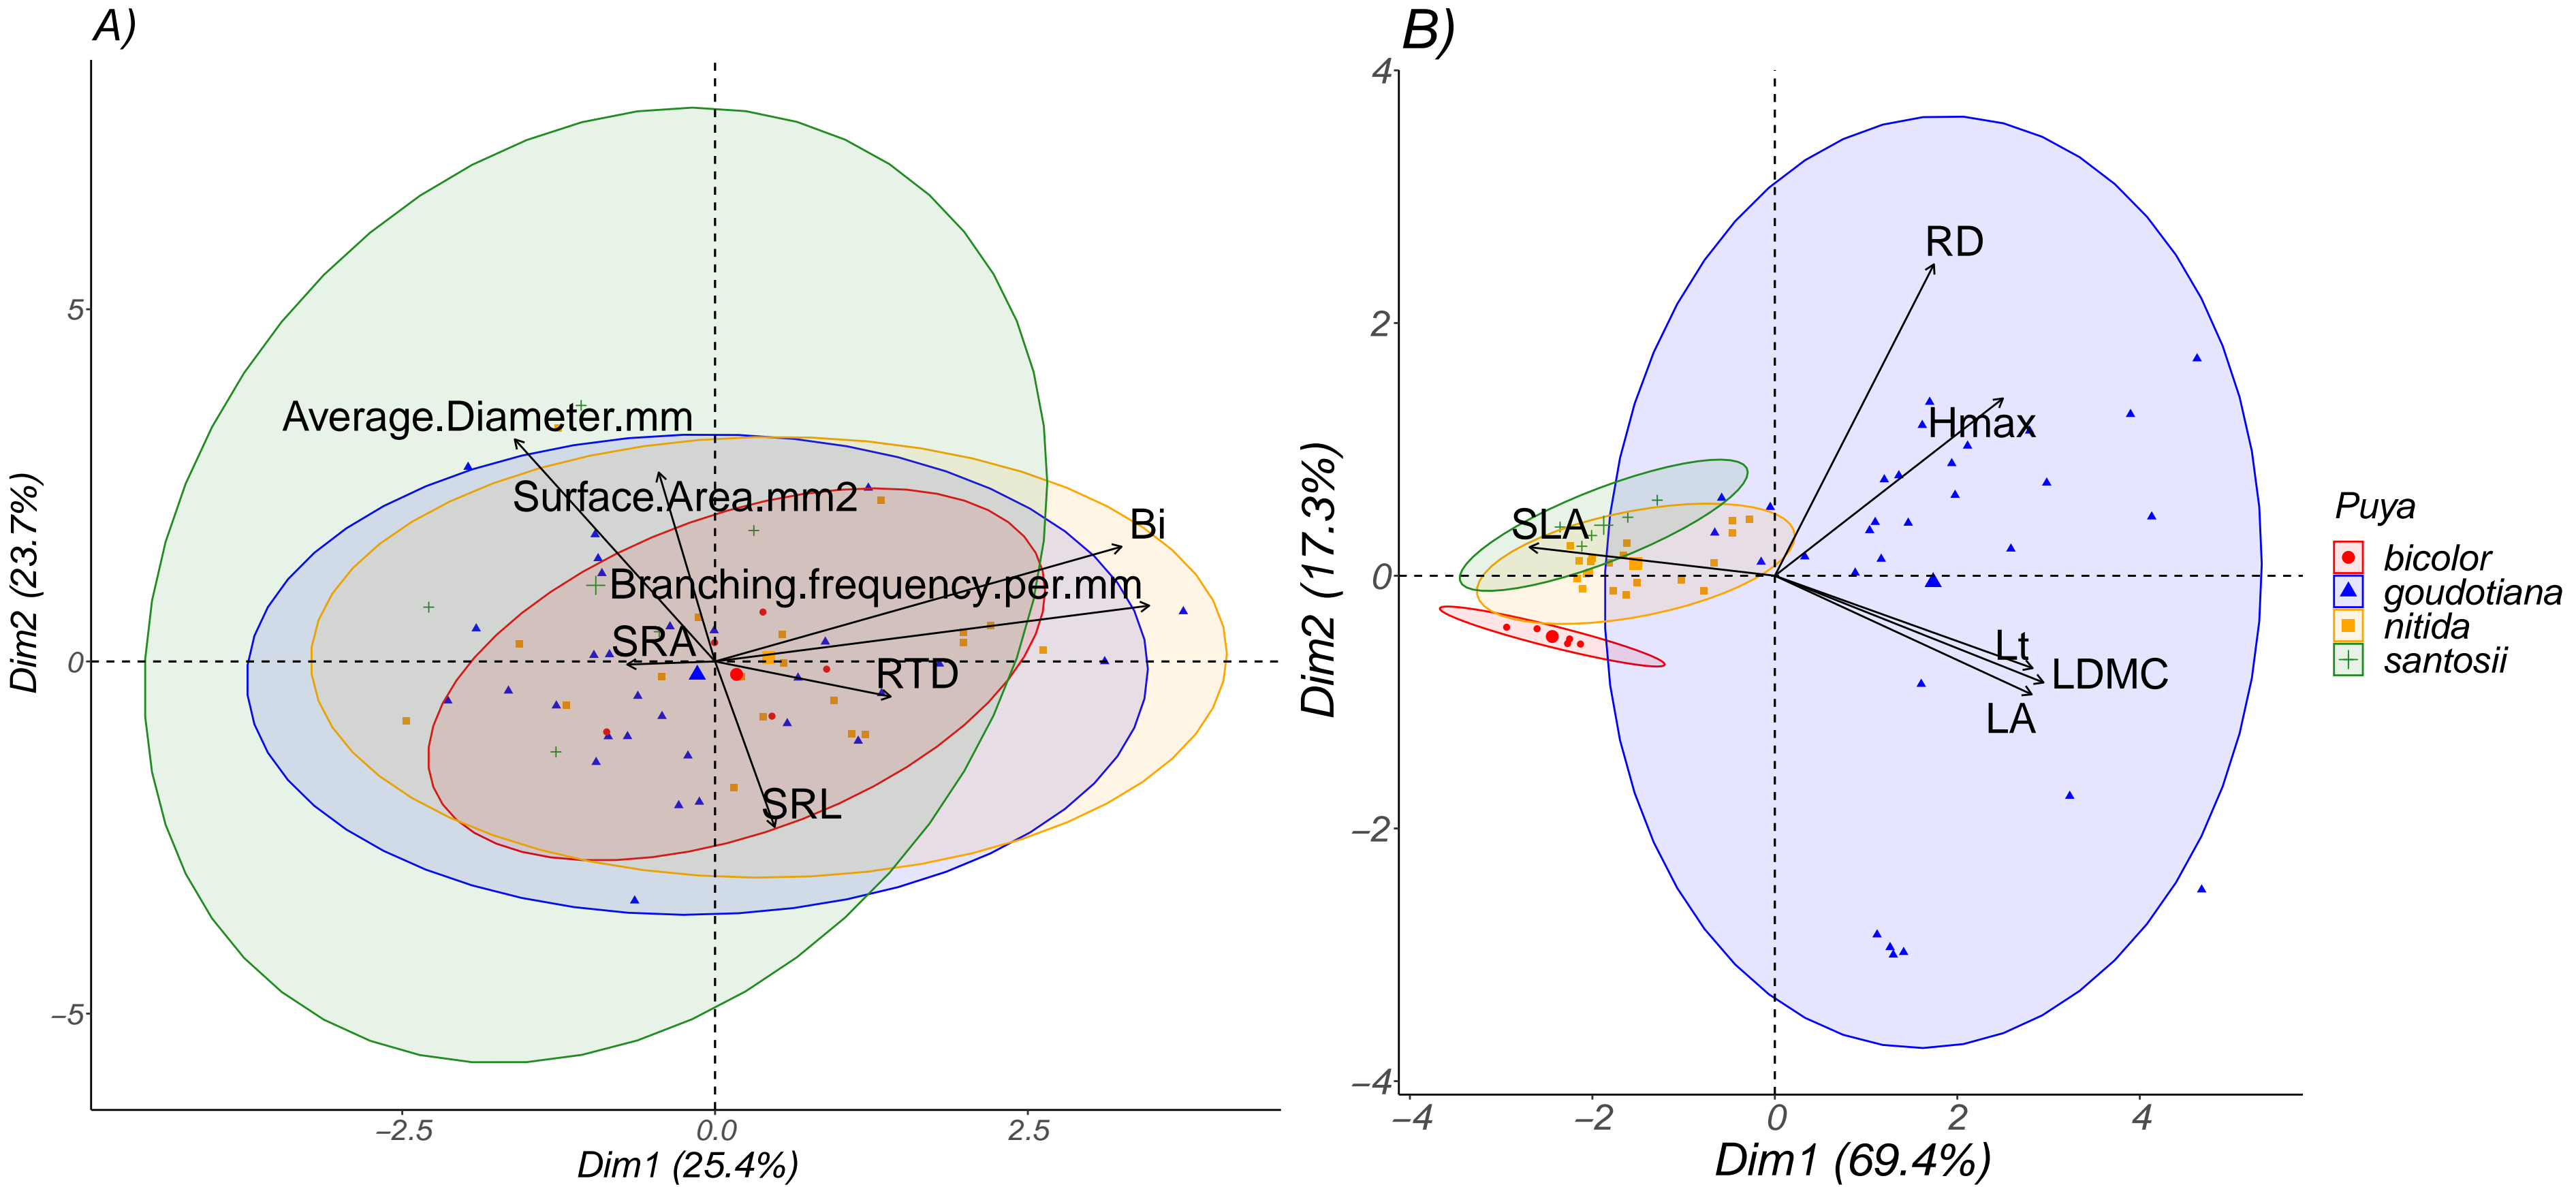 A)
5
0
−5
−2.5
0.0
2.5
Dim2 (23.7%)
Dim1 (25.4%)
Average.Diameter.mm
Surface.Area.mm2
Bi
Branching.frequency.per.mm
SRA
RTD
SRL
B)
4
2
0
−2
−4
−4
−2
0
2
4
Dim2 (17.3%)
Dim1 (69.4%)
RD
Hmax
SLA
Lt
LDMC
LA
Puya
bicolor
goudotiana
nitida
santosii